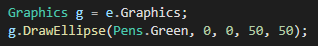 Graphics g = e.Graphics;
g.DrawEllipse(Pens.Green, 0, 0, 50, 50);